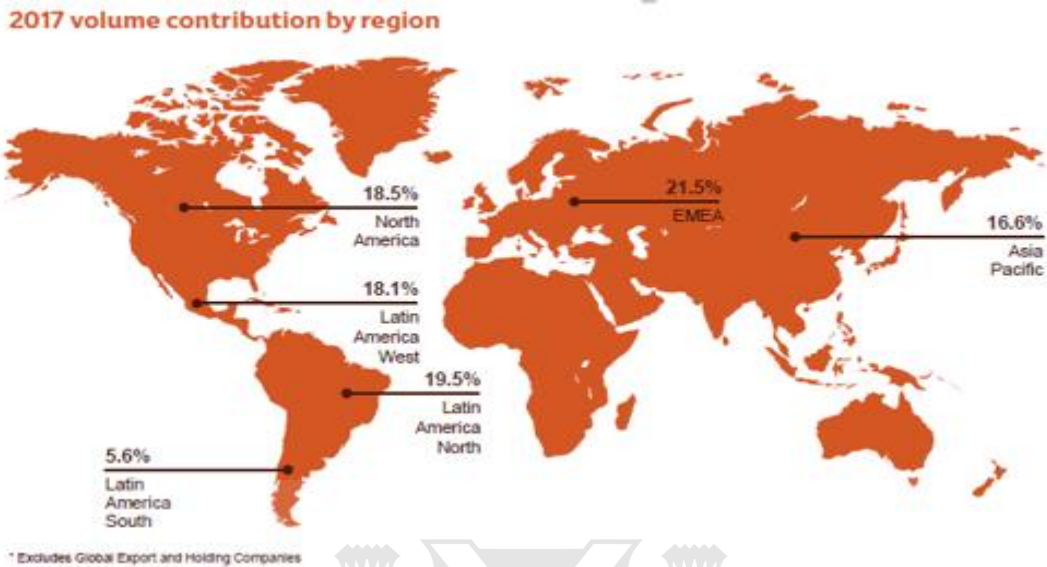 2017 volume contribution by region
18.5%
North
America
21.5%
EMEA
16.6%
Asia
Pacific
18.1%
Latin
America
West
19.5%
Latin
America
North
5.6%
Latin
America
South
* Excludes Global Export and Holding Companies